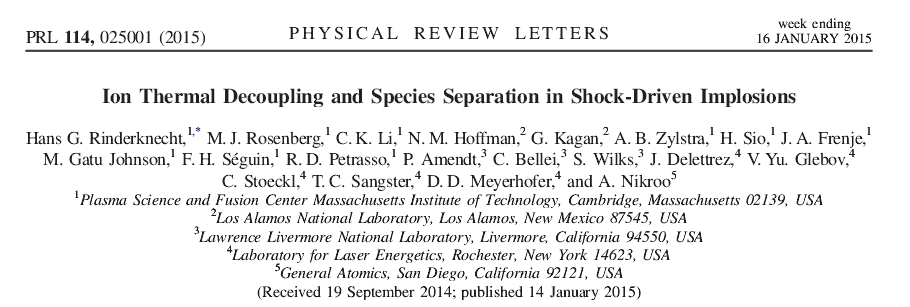 PRL 114, 025001 (2015)
PHYSICAL REVIEW LETTERS
week ending
16 JANUARY 2015
Ion Thermal Decoupling and Species Separation in Shock-Driven Implosions
Hans G. Rinderknecht,1,* M. J. Rosenberg,1 C. K. Li,1 N. M. Hoffman,2 G. Kagan,2 A. B. Zylstra,1 H. Sio,1 J. A. Frenje,1
M. Gatu Johnson,1 F. H. Séguin,1 R. D. Petrasso,1 P. Amendt,3 C. Bellei,3 S. Wilks,3 J. Delettrez,4 V. Yu. Glebov,4
C. Stoeckl,4 T. C. Sangster,4 D. D. Meyerhofer,4 and A. Nikroo5
1Plasma Science and Fusion Center Massachusetts Institute of Technology, Cambridge, Massachusetts 02139, USA
2Los Alamos National Laboratory, Los Alamos, New Mexico 87545, USA
3Lawrence Livermore National Laboratory, Livermore, California 94550, USA
4Laboratory for Laser Energetics, Rochester, New York 14623, USA
5General Atomics, San Diego, California 92121, USA
(Received 19 September 2014; published 14 January 2015)